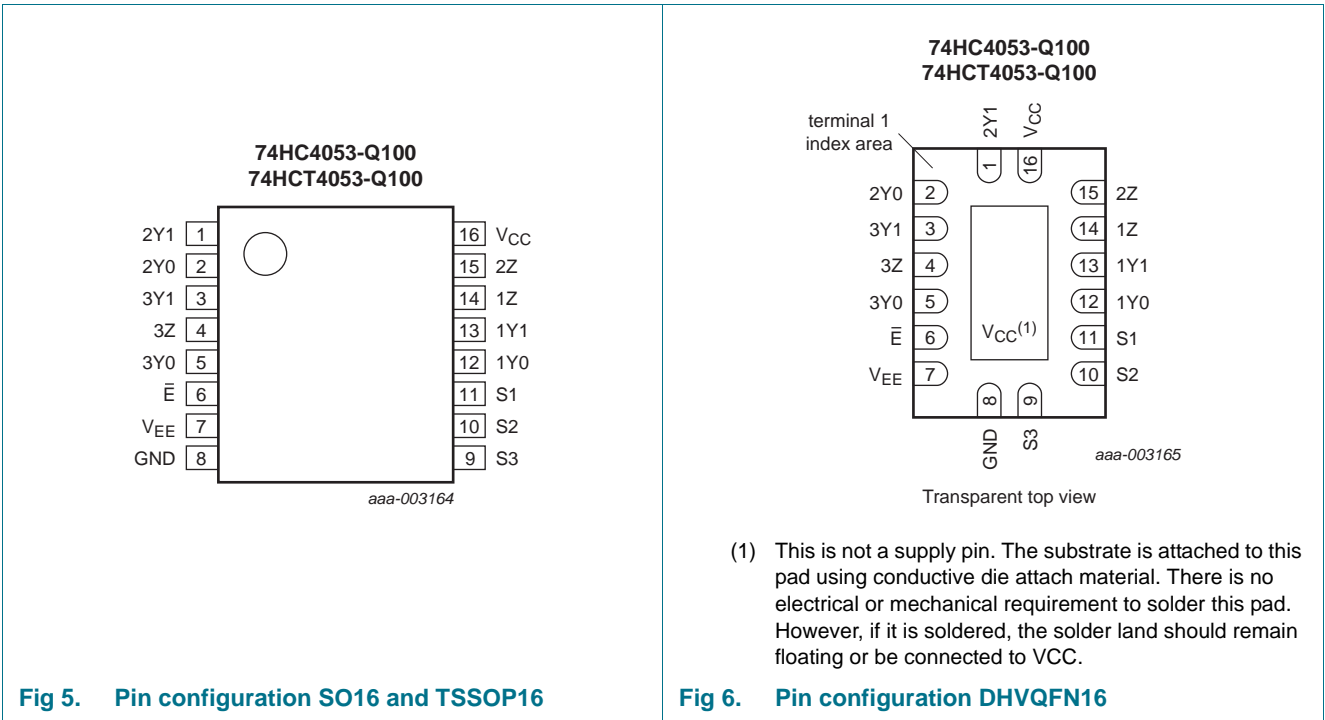 74HC4053-Q100
74HCT4053-Q100
2Y1 1
2Y0 2
3Y1 3
3Z 4
3Y0 5
E̅ 6
VEE 7
GND 8
16 VCC
15 2Z
14 1Z
13 1Y1
12 1Y0
11 S1
10 S2
9 S3
aaa-003164
Fig 5. Pin configuration SO16 and TSSOP16
74HC4053-Q100
74HCT4053-Q100
terminal 1
index area
2Y1 VCC
1 16
2Y0 2
3Y1 3
3Z 4
3Y0 5
E̅ 6
VEE 7
VCC(1)
15 2Z
14 1Z
13 1Y1
12 1Y0
11 S1
10 S2
8 9
GND S3
aaa-003165
Transparent top view
(1) This is not a supply pin. The substrate is attached to this
pad using conductive die attach material. There is no
electrical or mechanical requirement to solder this pad.
However, if it is soldered, the solder land should remain
floating or be connected to VCC.
Fig 6. Pin configuration DHVQFN16